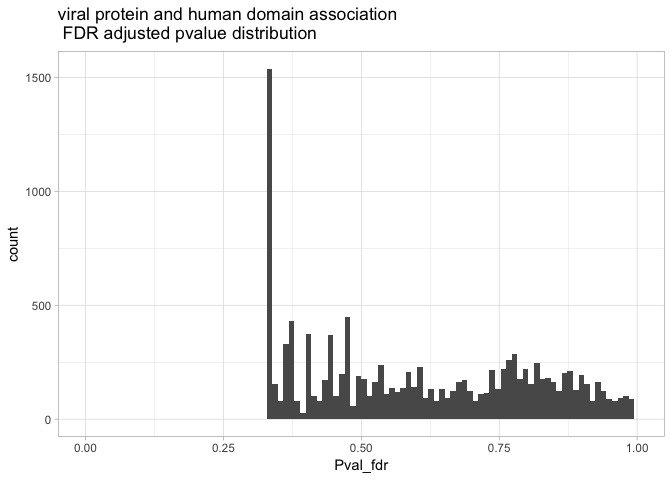 viral protein and human domain association
FDR adjusted pvalue distribution
1500
1000
500
0
count
0.00 0.25 0.50 0.75 1.00
Pval_fdr